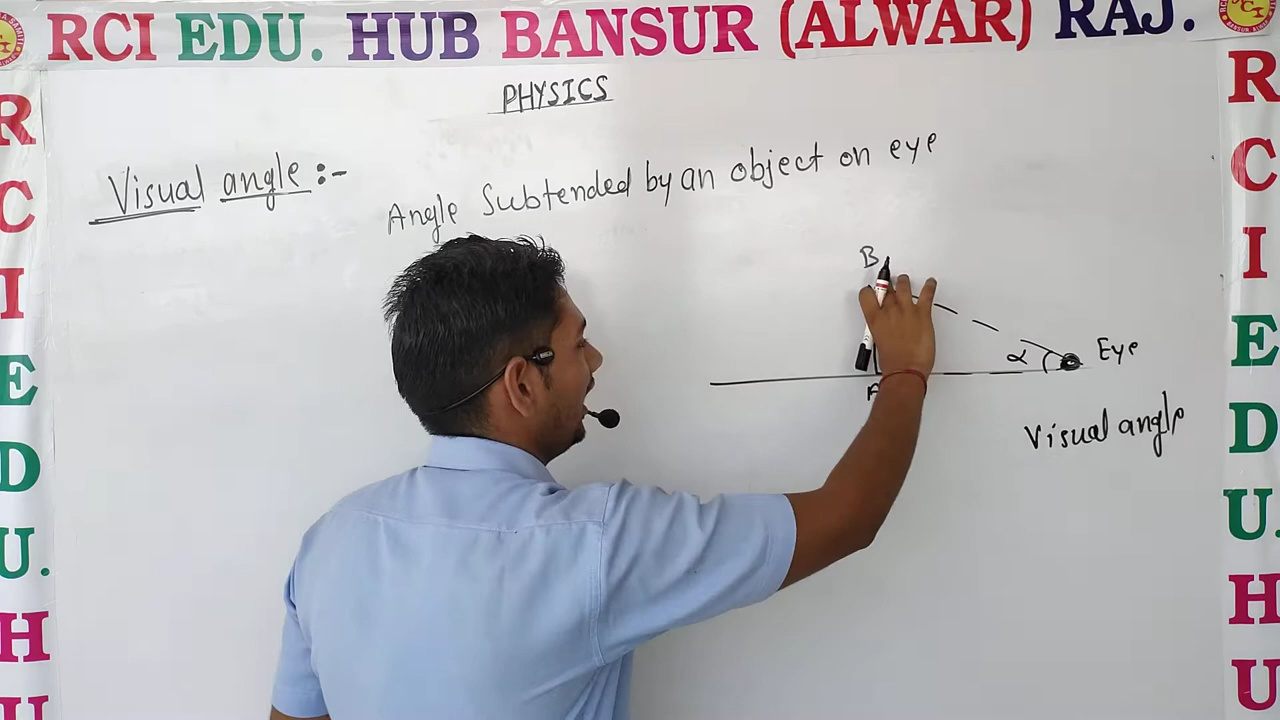 RCI EDU. HUB BANSUR (ALWAR) RAJ.
PHYSICS
Visual angle :-
Angle Subtended by an object on eye
B
α
Eye
A
Visual angle
R
C
I
E
D
U.
H
U
R
C
I
E
D
U.
H
U